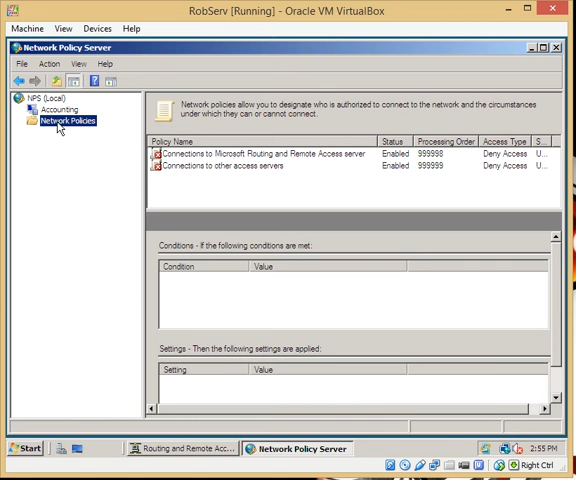 RobServ [Running] - Oracle VM VirtualBox
Machine View Devices Help
Network Policy Server
File Action View Help
NPS (Local)
Accounting
Network Policies
Network policies allow you to designate who is authorized to connect to the network and the circumstances
under which they can or cannot connect.
Policy Name Status Processing Order Access Type S...
Connections to Microsoft Routing and Remote Access server Enabled 999998 Deny Access U...
Connections to other access servers Enabled 999999 Deny Access U...
Conditions - If the following conditions are met:
Condition Value
Settings - Then the following settings are applied:
Setting Value
Start Routing and Remote Acc... Network Policy Server 2:55 PM
Right Ctrl